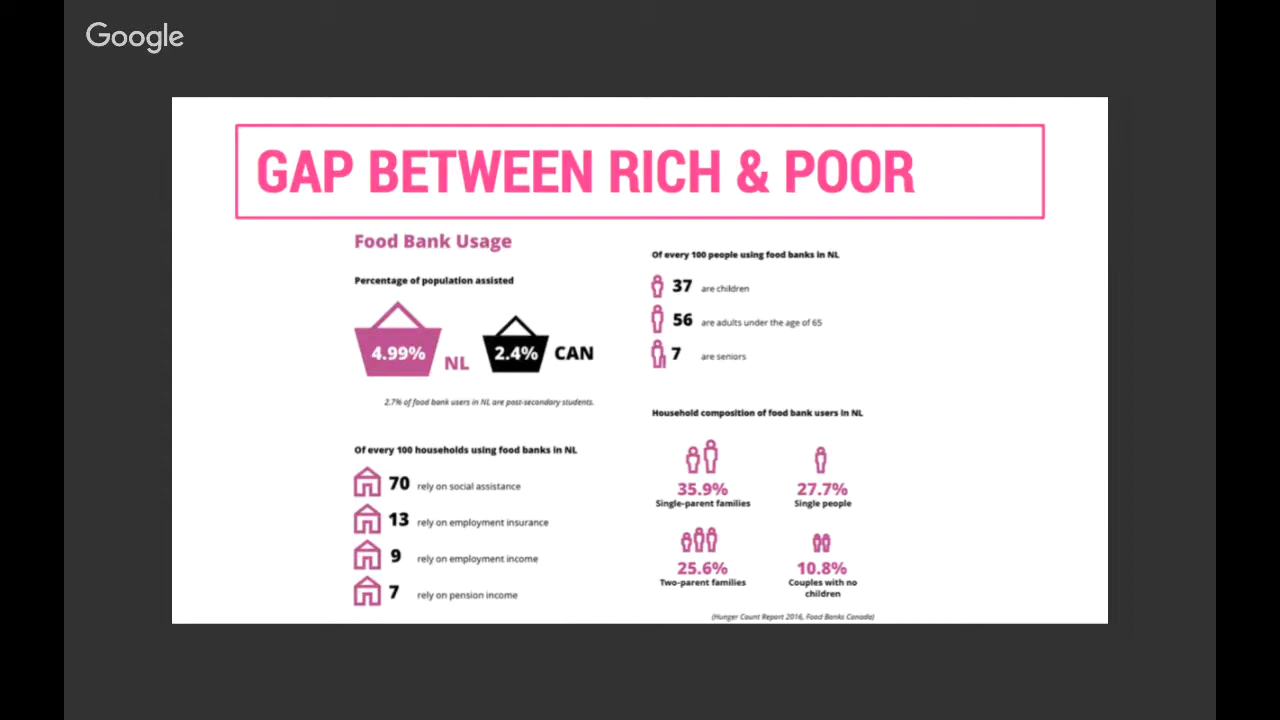 Google
GAP BETWEEN RICH & POOR
Food Bank Usage
Percentage of population assisted
4.99% NL 2.4% CAN
2.7% of food bank users in NL are post-secondary students.
Of every 100 households using food banks in NL
70 rely on social assistance
13 rely on employment insurance
9 rely on employment income
7 rely on pension income
Of every 100 people using food banks in NL
37 are children
56 are adults under the age of 65
7 are seniors
Household composition of food bank users in NL
35.9%
Single-parent families
27.7%
Single people
25.6%
Two-parent families
10.8%
Couples with no
children
(Hunger Count Report 2016, Food Banks Canada)